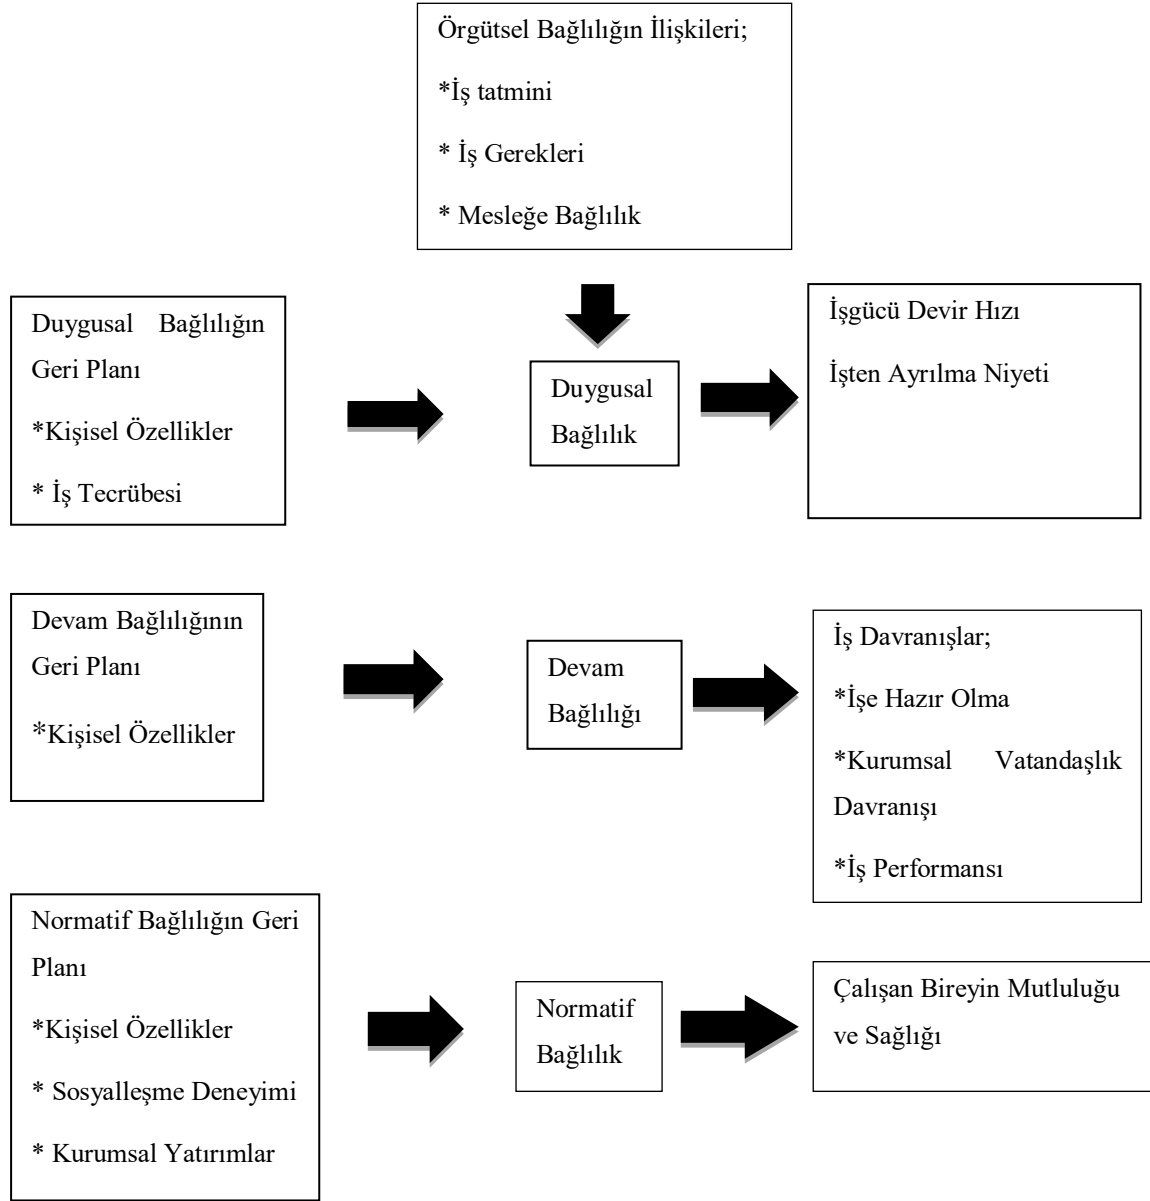 Örgütsel Bağlılığın İlişkileri;
*İş tatmini
* İş Gerekleri
* Mesleğe Bağlılık
Duygusal Bağlılığın
Geri Planı
*Kişisel Özellikler
* İş Tecrübesi
Duygusal
Bağlılık
İşgücü Devir Hızı
İşten Ayrılma Niyeti
Devam Bağlılığının
Geri Planı
*Kişisel Özellikler
Devam
Bağlılığı
İş Davranışlar;
*İşe Hazır Olma
*Kurumsal Vatandaşlık
Davranışı
*İş Performansı
Normatif Bağlılığın Geri
Planı
*Kişisel Özellikler
* Sosyalleşme Deneyimi
* Kurumsal Yatırımlar
Normatif
Bağlılık
Çalışan Bireyin Mutluluğu
ve Sağlığı